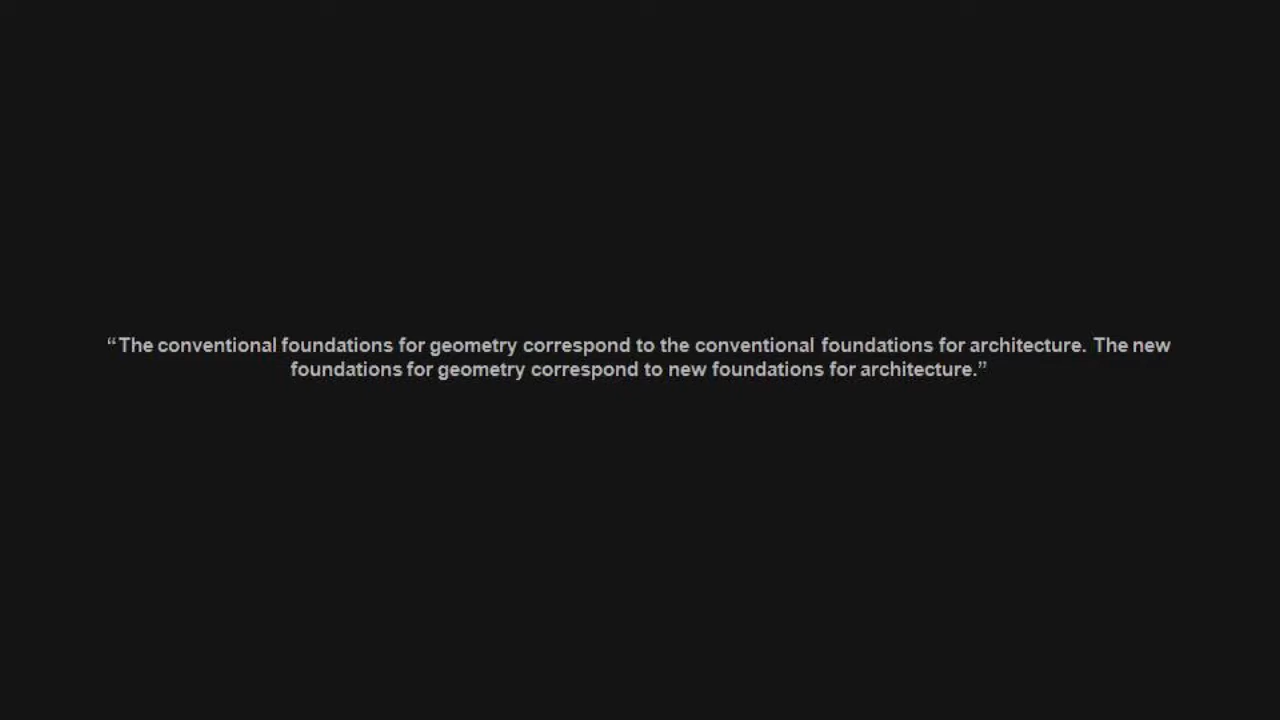 “The conventional foundations for geometry correspond to the conventional foundations for architecture. The new
foundations for geometry correspond to new foundations for architecture.”